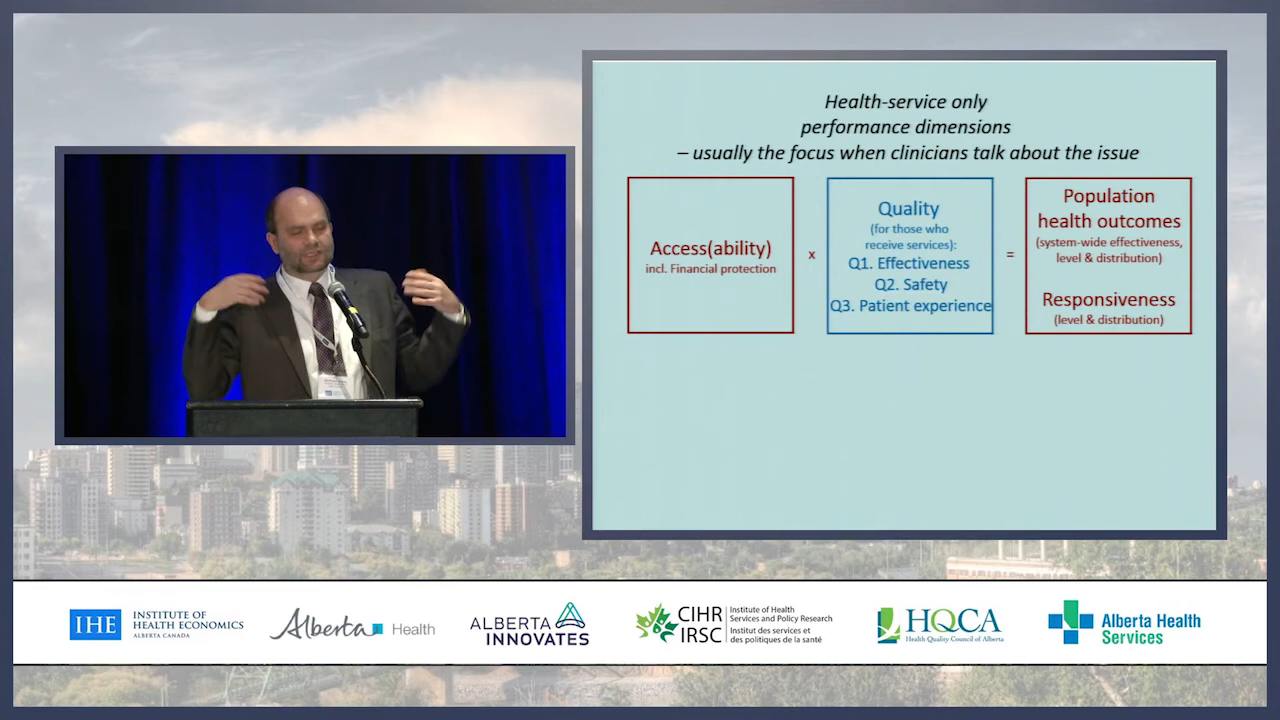 Health-service only
performance dimensions
– usually the focus when clinicians talk about the issue
Access(ability)
incl. Financial protection
x
Quality
(for those who
receive services):
Q1. Effectiveness
Q2. Safety
Q3. Patient experience
=
Population
health outcomes
(system-wide effectiveness,
level & distribution)
Responsiveness
(level & distribution)
IHE
INSTITUTE OF
HEALTH ECONOMICS
ALBERTA CANADA
Alberta Health
ALBERTA
INNOVATES
CIHR
IRSC
Institute of Health
Services and Policy Research
Institut des services et
des politiques de la santé
HQCA
Health Quality Council of Alberta
Alberta Health
Services